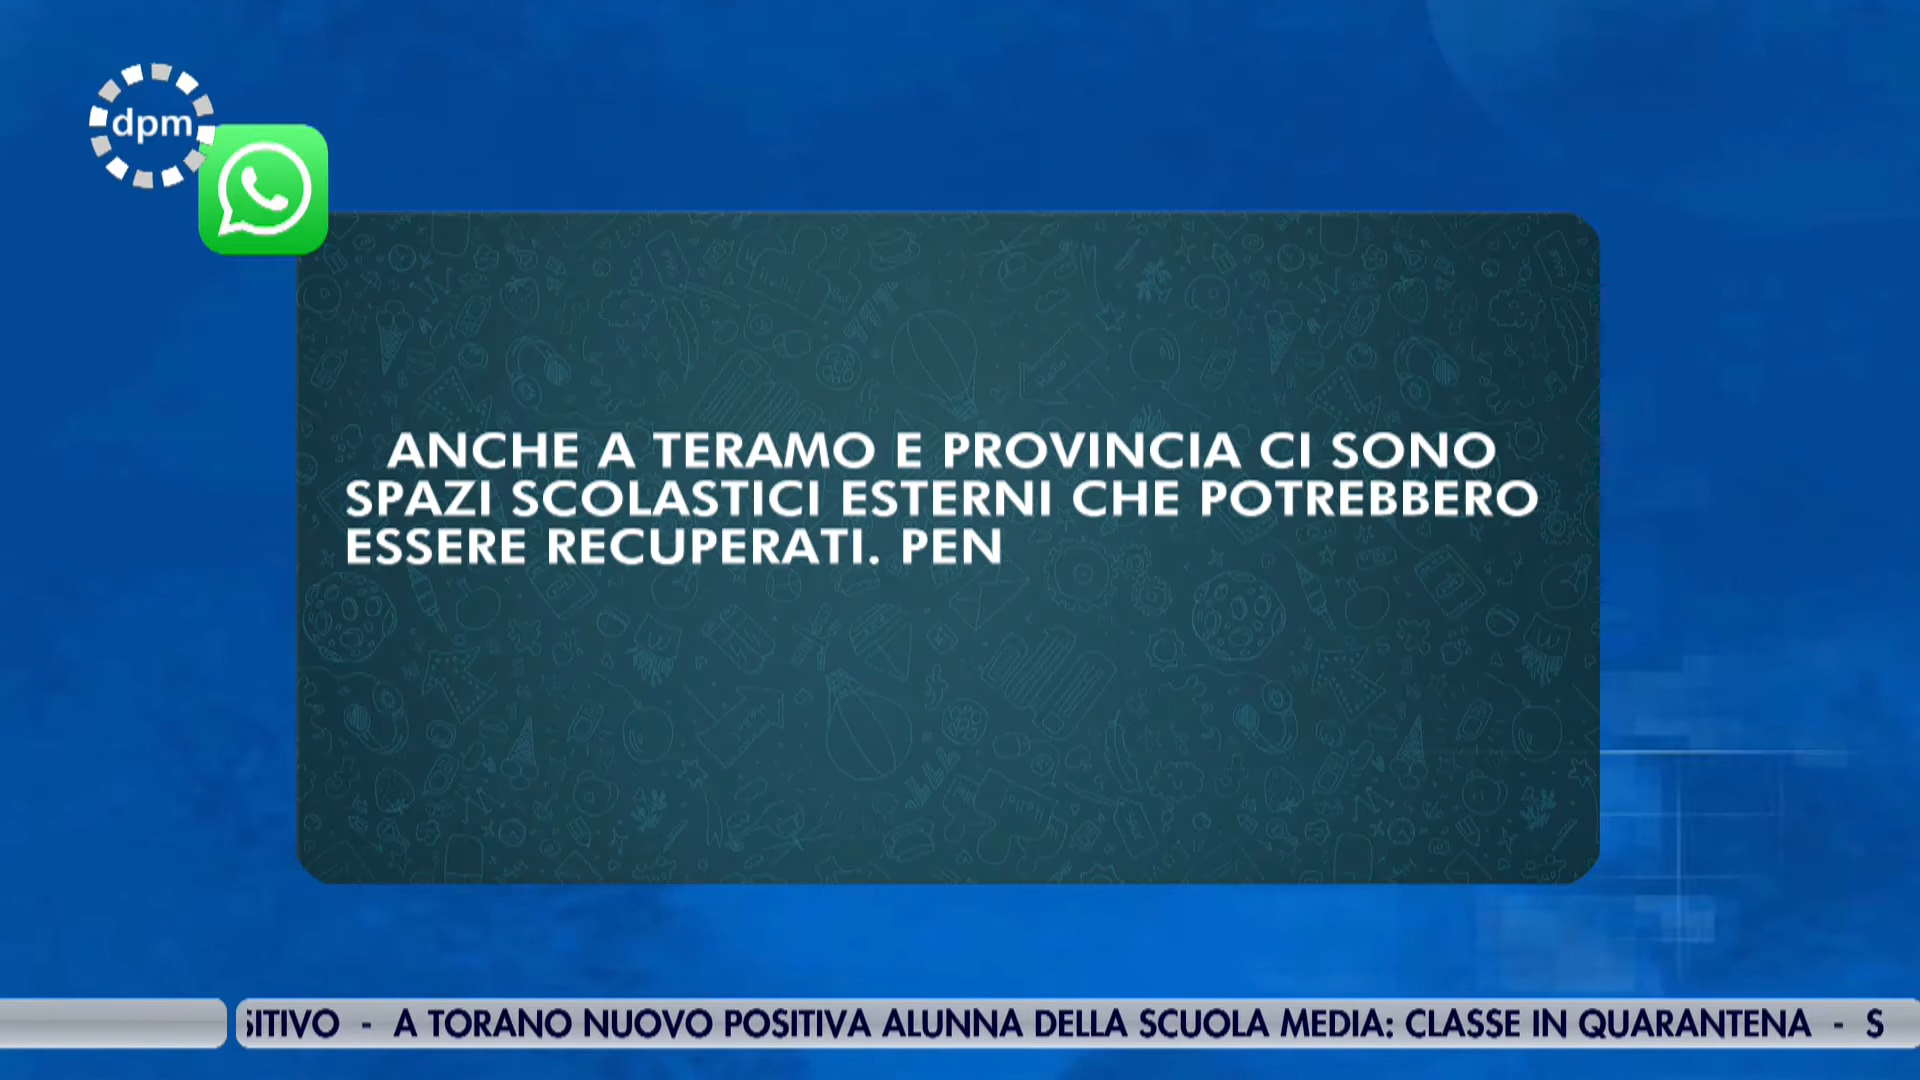 dpm
ANCHE A TERAMO E PROVINCIA CI SONO
SPAZI SCOLASTICI ESTERNI CHE POTREBBERO
ESSERE RECUPERATI. PEN
SITIVO - A TORANO NUOVO POSITIVA ALUNNA DELLA SCUOLA MEDIA: CLASSE IN QUARANTENA - S